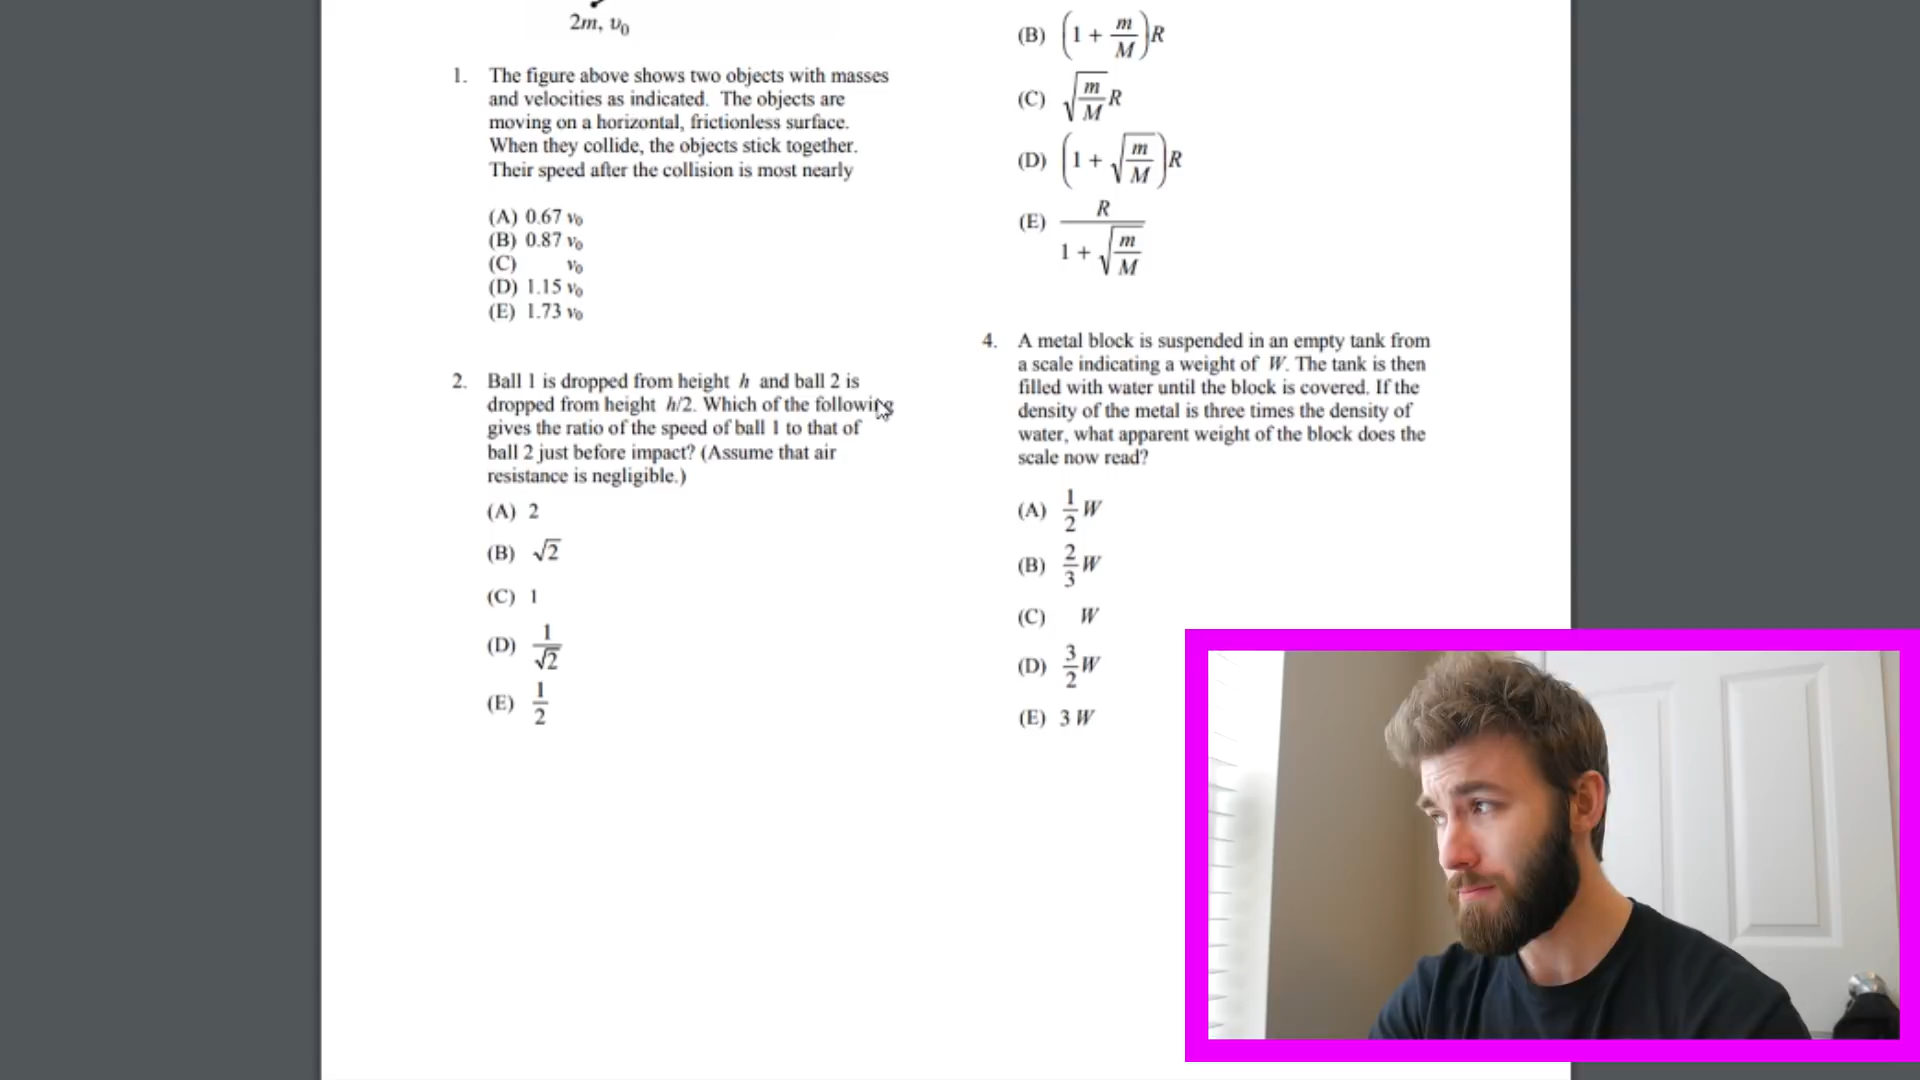 2m, υ₀
1. The figure above shows two objects with masses
and velocities as indicated. The objects are
moving on a horizontal, frictionless surface.
When they collide, the objects stick together.
Their speed after the collision is most nearly
(A) 0.67 v₀
(B) 0.87 v₀
(C) v₀
(D) 1.15 v₀
(E) 1.73 v₀
2. Ball 1 is dropped from height h and ball 2 is
dropped from height h/2. Which of the following
gives the ratio of the speed of ball 1 to that of
ball 2 just before impact? (Assume that air
resistance is negligible.)
(A) 2
(B) √2
(C) 1
(D) 1/√2
(E) 1/2
(B) (1 + m/M)R
(C) √(m/M) R
(D) (1 + √(m/M))R
(E) R/(1 + √(m/M))
4. A metal block is suspended in an empty tank from
a scale indicating a weight of W. The tank is then
filled with water until the block is covered. If the
density of the metal is three times the density of
water, what apparent weight of the block does the
scale now read?
(A) 1/2 W
(B) 2/3 W
(C) W
(D) 3/2 W
(E) 3 W